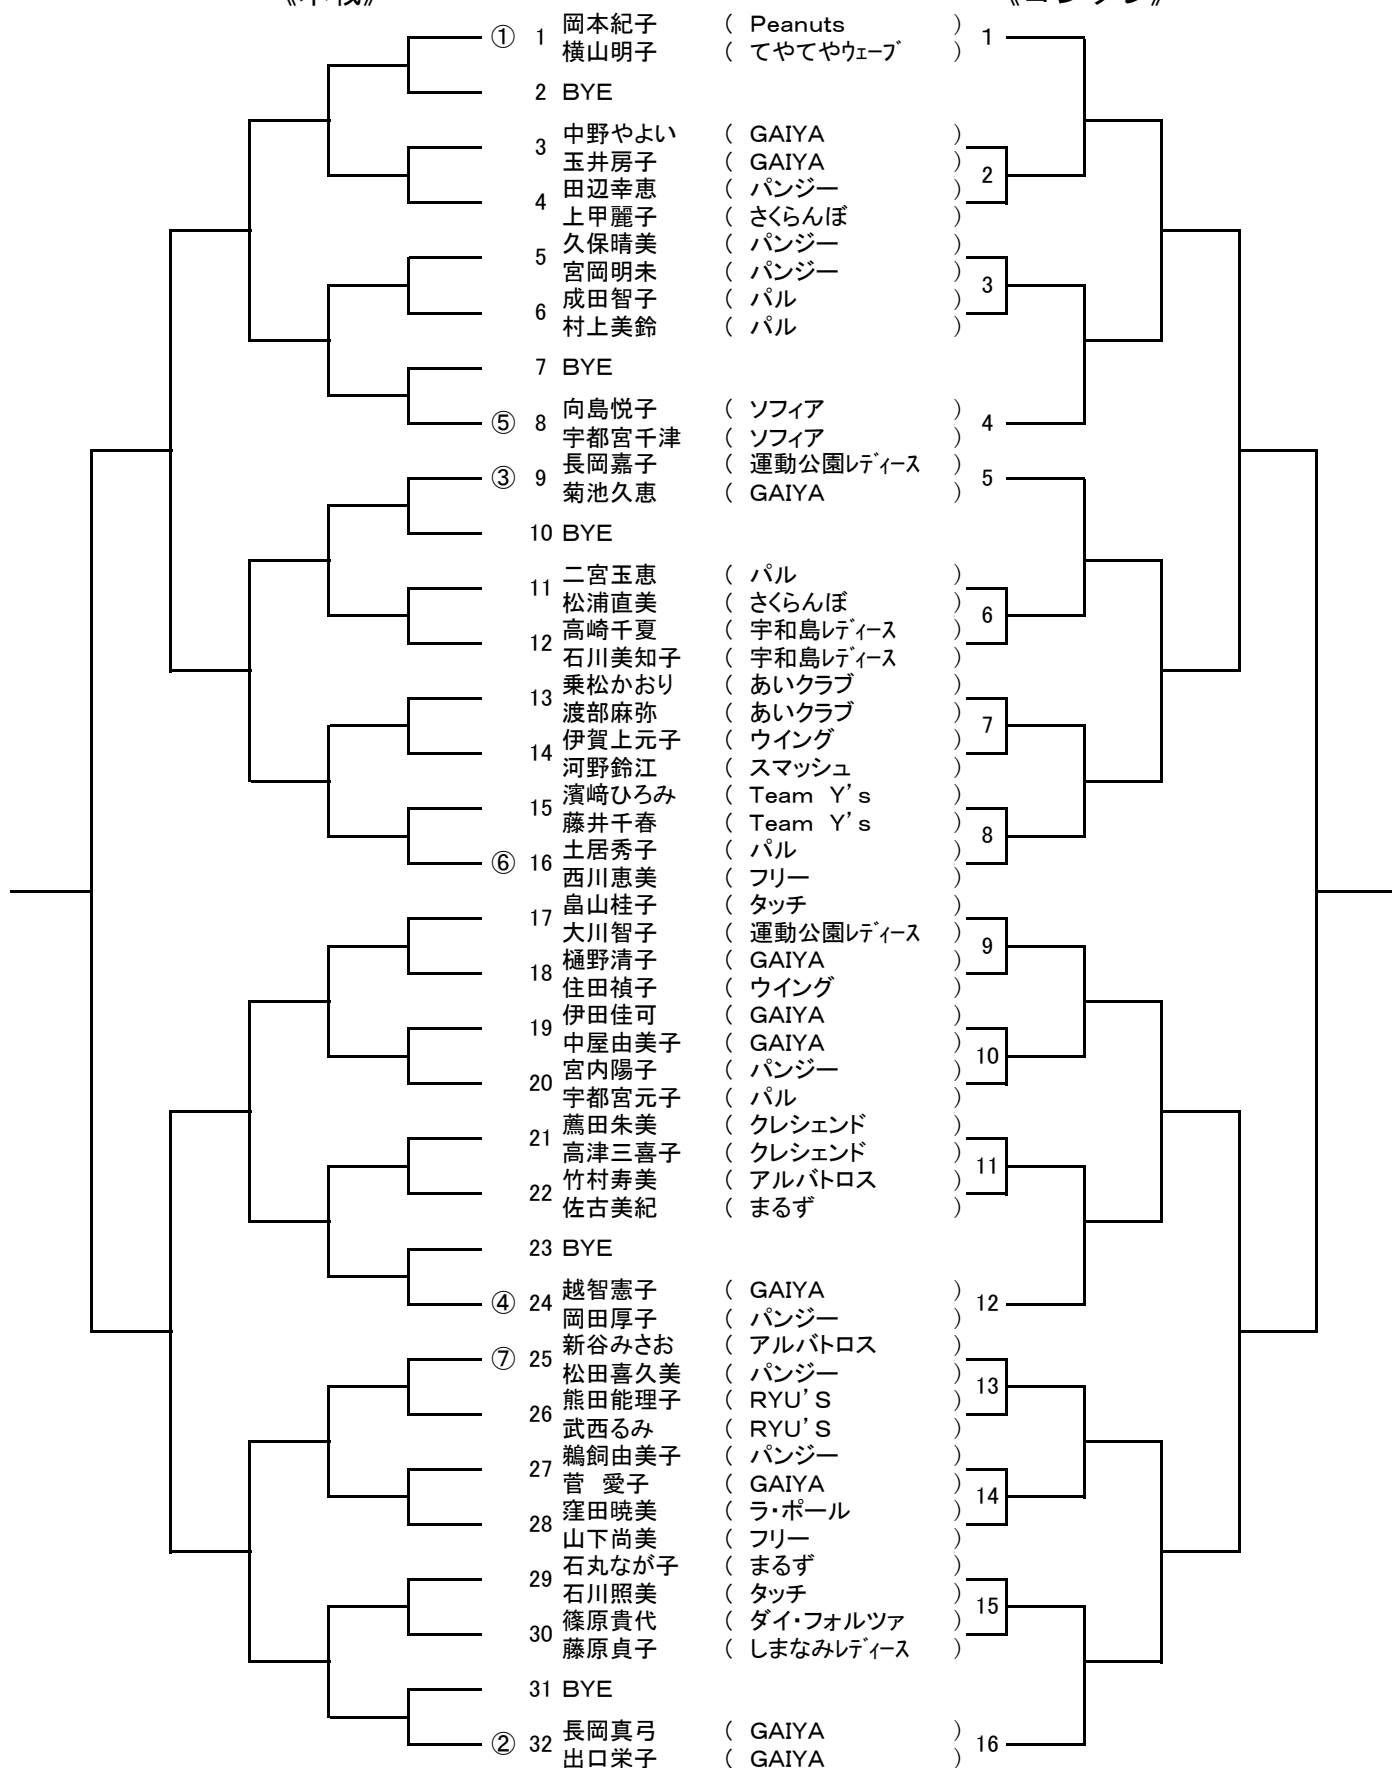 ① 1 岡本紀子 ( Peanuts ) 1
横山明子 ( てやてやウェーブ )
2 BYE
3 中野やよい ( GAIYA )
玉井房子 ( GAIYA ) 2
4 田辺幸恵 ( パンジー )
上甲麗子 ( さくらんぼ )
5 久保晴美 ( パンジー )
宮岡明未 ( パンジー ) 3
6 成田智子 ( パル )
村上美鈴 ( パル )
7 BYE
⑤ 8 向島悦子 ( ソフィア ) 4
宇都宮千津 ( ソフィア )
③ 9 長岡嘉子 ( 運動公園レディース ) 5
菊池久恵 ( GAIYA )
10 BYE
11 二宮玉恵 ( パル )
松浦直美 ( さくらんぼ ) 6
12 高崎千夏 ( 宇和島レディース )
石川美知子 ( 宇和島レディース )
13 乗松かおり ( あいクラブ )
渡部麻弥 ( あいクラブ ) 7
14 伊賀上元子 ( ウイング )
河野鈴江 ( スマッシュ )
15 濱﨑ひろみ ( Team Y's )
藤井千春 ( Team Y's ) 8
⑥ 16 土居秀子 ( パル )
西川恵美 ( フリー )
17 畠山桂子 ( タッチ )
大川智子 ( 運動公園レディース ) 9
18 樋野清子 ( GAIYA )
住田禎子 ( ウイング )
19 伊田佳可 ( GAIYA )
中屋由美子 ( GAIYA ) 10
20 宮内陽子 ( パンジー )
宇都宮元子 ( パル )
21 薦田朱美 ( クレシェンド )
高津三喜子 ( クレシェンド ) 11
22 竹村寿美 ( アルバトロス )
佐古美紀 ( まるず )
23 BYE
④ 24 越智憲子 ( GAIYA ) 12
岡田厚子 ( パンジー )
⑦ 25 新谷みさお ( アルバトロス )
松田喜久美 ( パンジー ) 13
26 熊田能理子 ( RYU'S )
武西るみ ( RYU'S )
27 鵜飼由美子 ( パンジー )
菅 愛子 ( GAIYA ) 14
28 窪田暁美 ( ラ・ポール )
山下尚美 ( フリー )
29 石丸なが子 ( まるず )
石川照美 ( タッチ ) 15
30 篠原貴代 ( ダイ・フォルツァ )
藤原貞子 ( しまなみレディース )
31 BYE
② 32 長岡真弓 ( GAIYA ) 16
出口栄子 ( GAIYA )